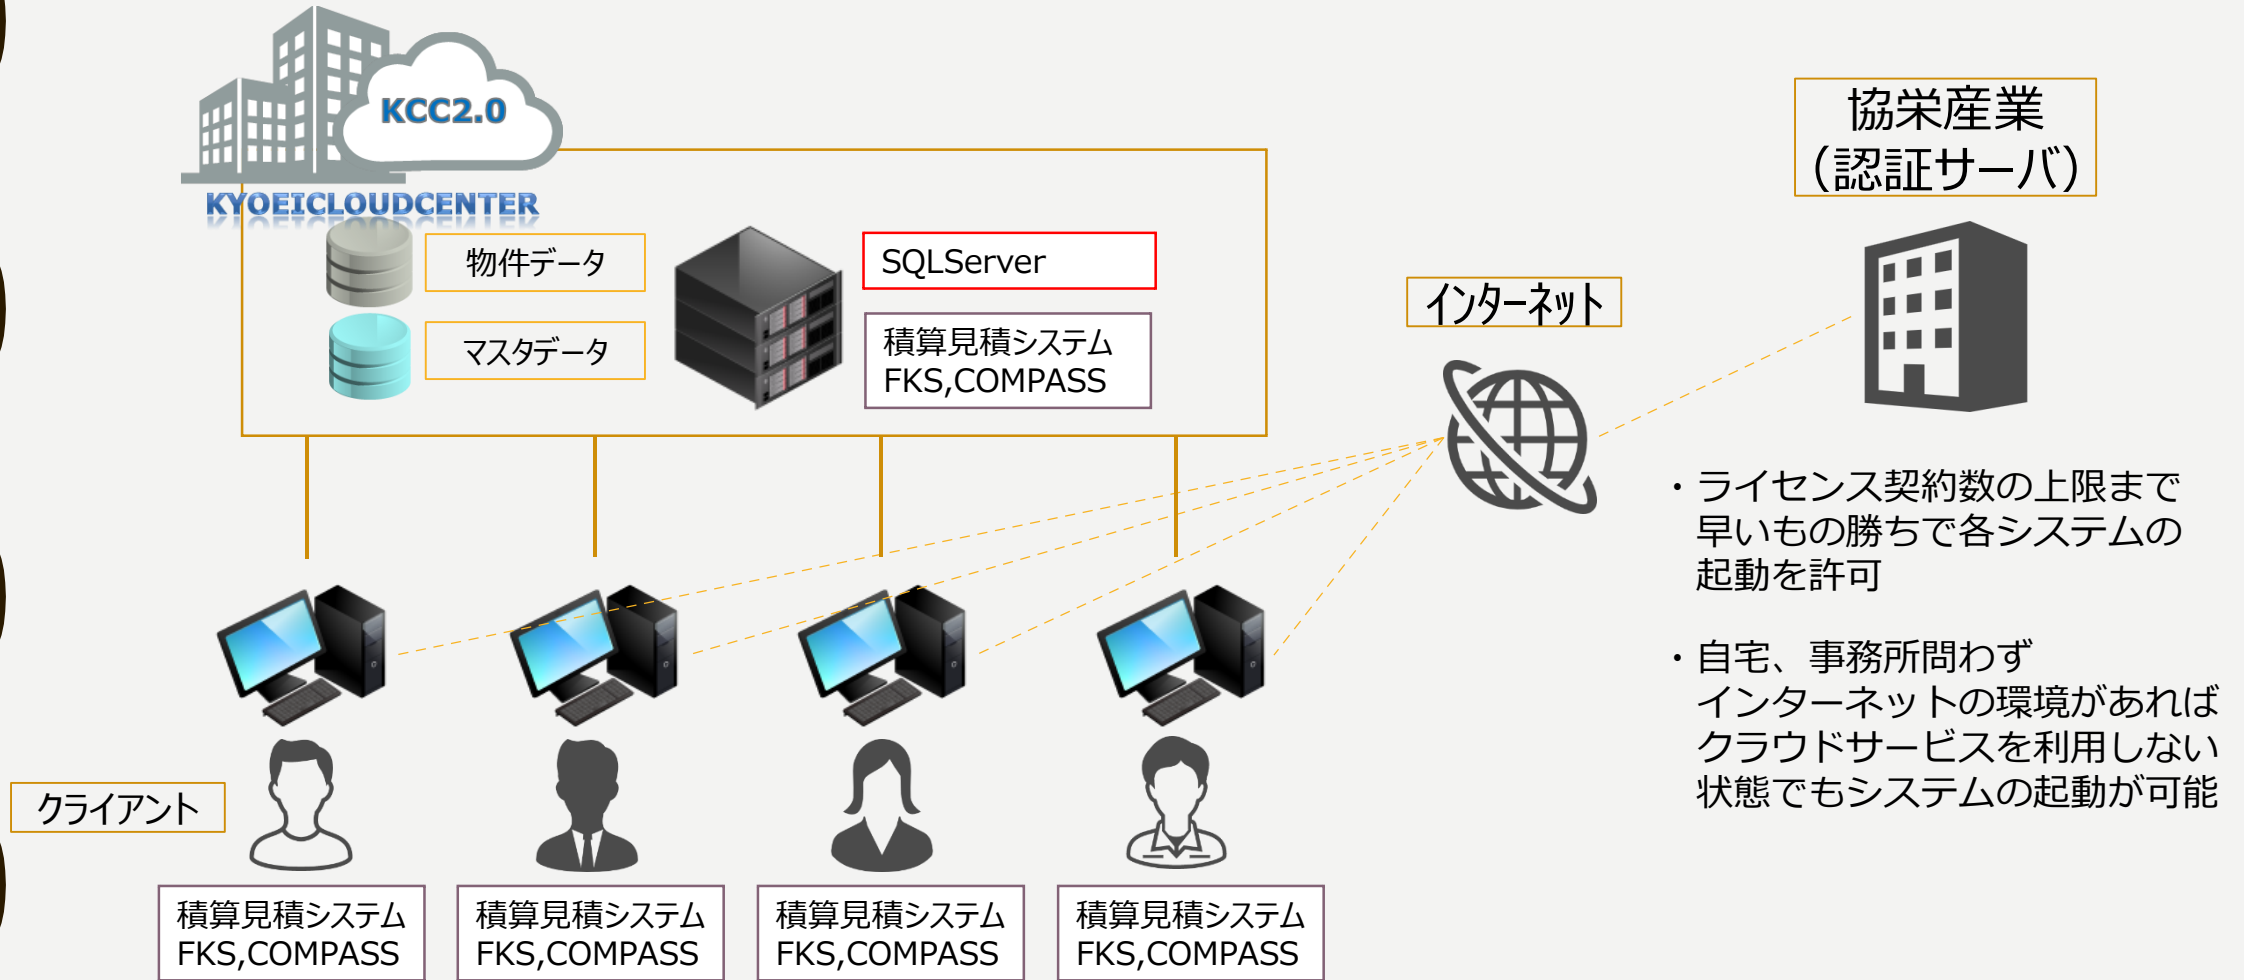 KCC2.0
KYOEICLOUDCENTER
物件データ
マスタデータ
SQLServer
積算見積システム
FKS,COMPASS
インターネット
協栄産業
（認証サーバ）
・ライセンス契約数の上限まで
早いもの勝ちで各システムの
起動を許可
・自宅、事務所問わず
インターネットの環境があれば
クラウドサービスを利用しない
状態でもシステムの起動が可能
クライアント
積算見積システム
FKS,COMPASS
積算見積システム
FKS,COMPASS
積算見積システム
FKS,COMPASS
積算見積システム
FKS,COMPASS